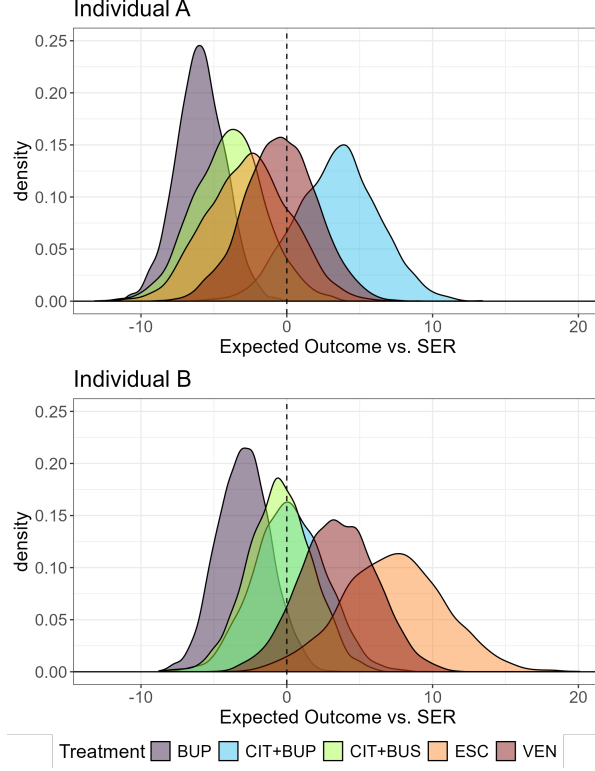 Individual A
0.25
0.20
0.15
0.10
0.05
0.00
density
-10 0 10 20
Expected Outcome vs. SER
Individual B
0.25
0.20
0.15
0.10
0.05
0.00
density
-10 0 10 20
Expected Outcome vs. SER
Treatment BUP CIT+BUP CIT+BUS ESC VEN